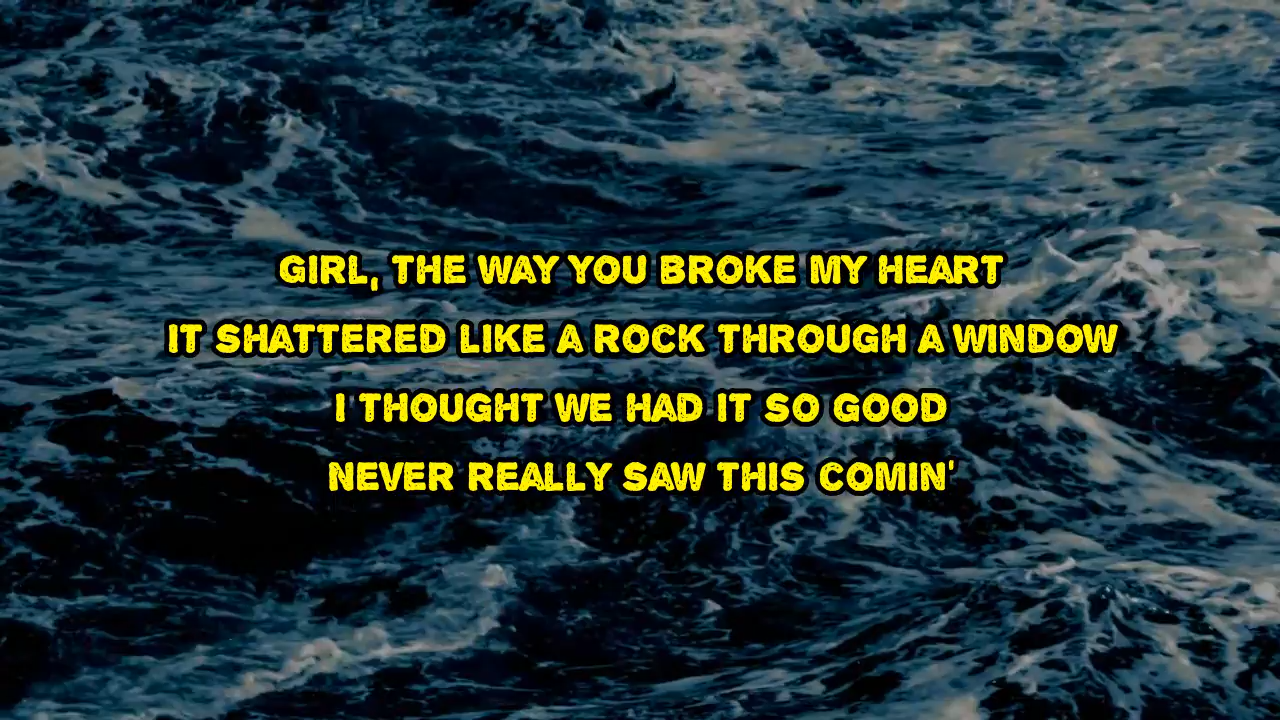 GIRL, THE WAY YOU BROKE MY HEART
IT SHATTERED LIKE A ROCK THROUGH A WINDOW
I THOUGHT WE HAD IT SO GOOD
NEVER REALLY SAW THIS COMIN'